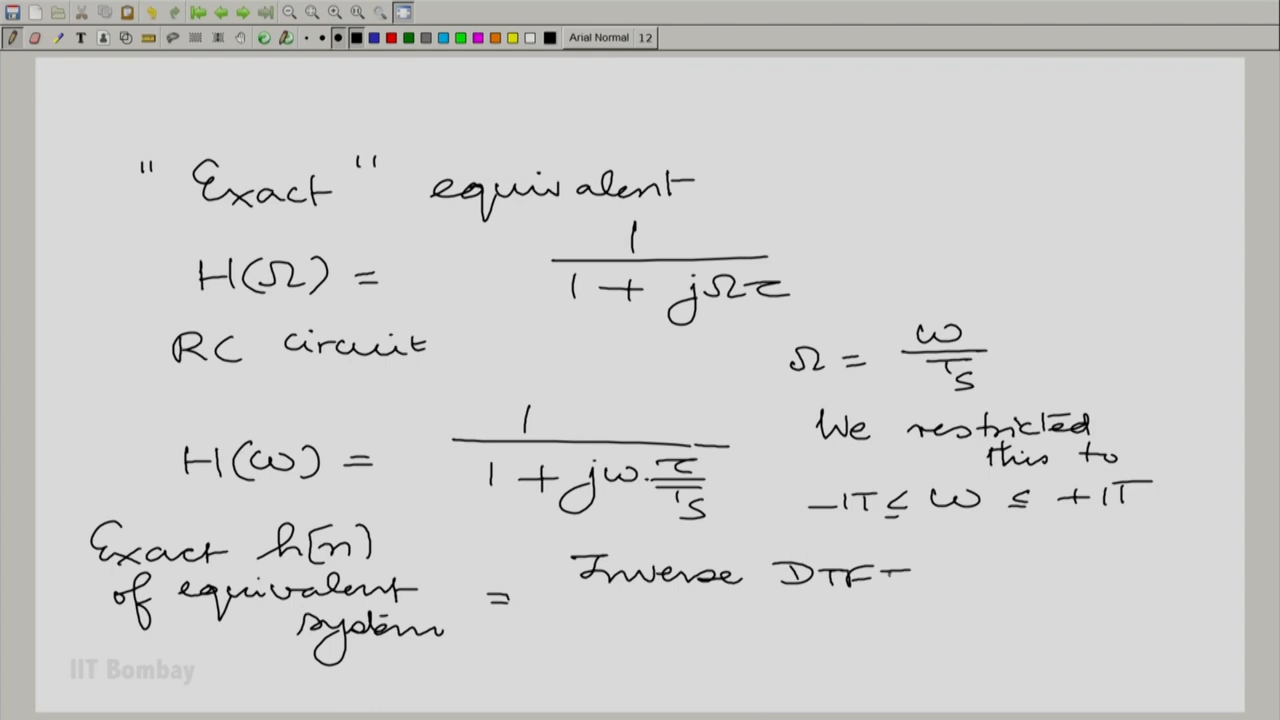 Arial Normal 12
"Exact" equivalent
H(Ω) = 1 / (1 + jΩτ)
RC circuit
Ω = ω / Ts
We restricted
this to
-π ≤ ω ≤ +π
H(ω) = 1 / (1 + jω·τ/Ts)
Exact h[n]
of equivalent
system = Inverse DTFT
IIT Bombay